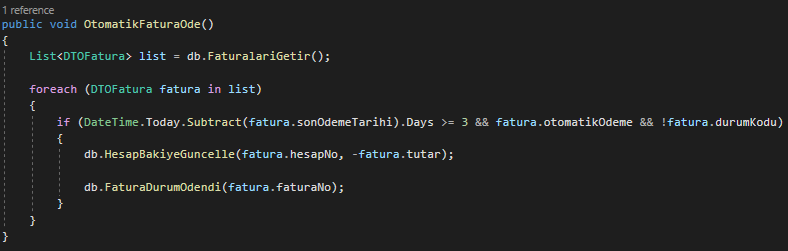 1 reference
public void OtomatikFaturaOde()
{
List<DTOFatura> list = db.FaturalariGetir();
foreach (DTOFatura fatura in list)
{
if (DateTime.Today.Subtract(fatura.sonOdemeTarihi).Days >= 3 && fatura.otomatikOdeme && !fatura.durumKodu)
{
db.HesapBakiyeGuncelle(fatura.hesapNo, -fatura.tutar);
db.FaturaDurumOdendi(fatura.faturaNo);
}
}
}